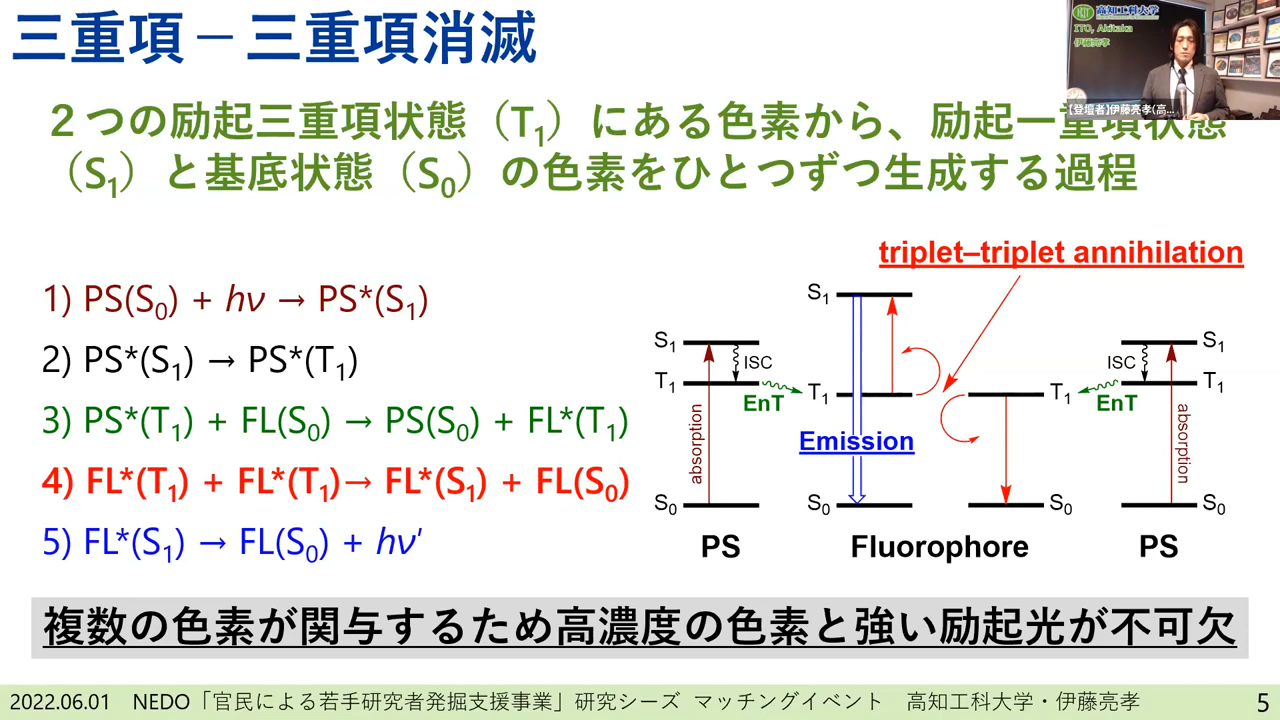 三重項－三重項消滅
高知工科大学
ITO, Akitaka
伊藤亮孝
【登壇者】伊藤亮孝(高...
２つの励起三重項状態（T1）にある色素から、励起一重項状態
（S1）と基底状態（S0）の色素をひとつずつ生成する過程
1) PS(S0) + hν → PS*(S1)
2) PS*(S1) → PS*(T1)
3) PS*(T1) + FL(S0) → PS(S0) + FL*(T1)
4) FL*(T1) + FL*(T1)→ FL*(S1) + FL(S0)
5) FL*(S1) → FL(S0) + hν'
triplet–triplet annihilation
S1
S1
ISC
T1
EnT
absorption
S0
T1
Emission
S0
T1
S0
S1
ISC
T1
EnT
absorption
S0
PS
Fluorophore
PS
複数の色素が関与するため高濃度の色素と強い励起光が不可欠
2022.06.01 NEDO「官民による若手研究者発掘支援事業」研究シーズ マッチングイベント 高知工科大学・伊藤亮孝
5